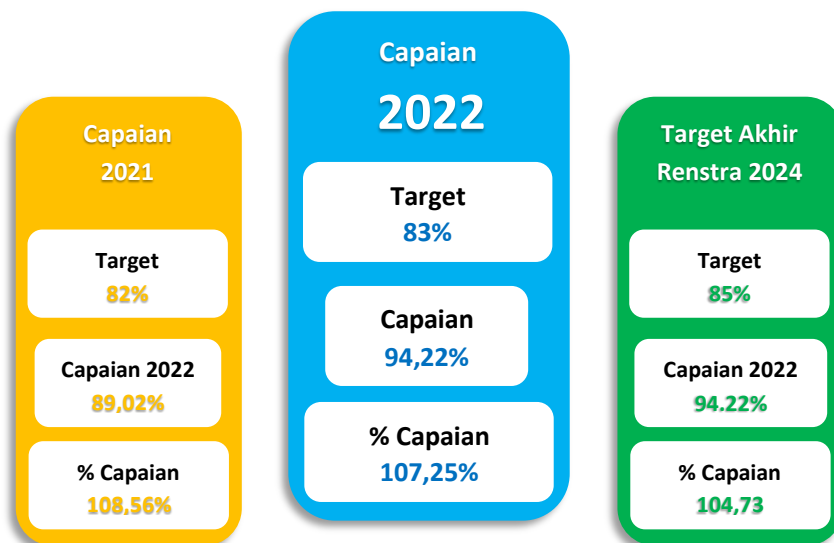 Capaian
2021
Target
82%
Capaian 2022
89,02%
% Capaian
108,56%
Capaian
2022
Target
83%
Capaian
94,22%
% Capaian
107,25%
Target Akhir
Renstra 2024
Target
85%
Capaian 2022
94.22%
% Capaian
104,73